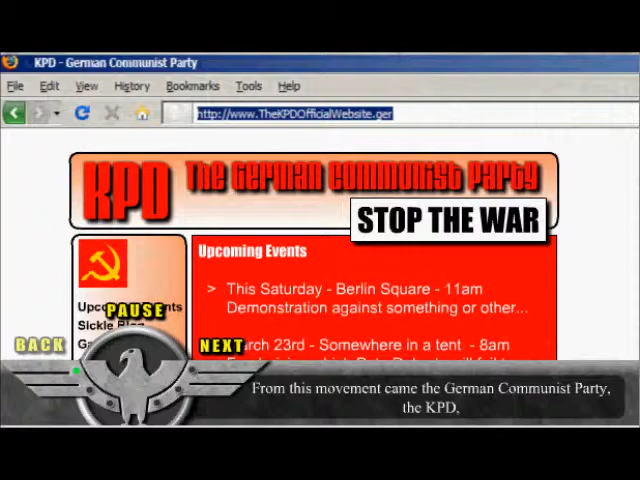 KPD - German Communist Party
File Edit View History Bookmarks Tools Help
http://www.TheKPDOfficialWebsite.ger
KPD The German Communist Party
STOP THE WAR
Upcoming Events
> This Saturday - Berlin Square - 11am
Demonstration against something or other...
March 23rd - Somewhere in a tent - 8am
Sickle
PAUSE
BACK
NEXT
From this movement came the German Communist Party,
the KPD,